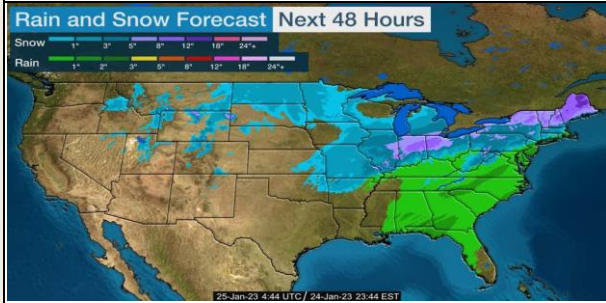 Rain and Snow Forecast Next 48 Hours
Snow
1" 3" 5" 8" 12" 18" 24"+
Rain
1" 2" 3" 5" 8" 12" 18" 24"+
25-Jan-23 4:44 UTC / 24-Jan-23 23:44 EST